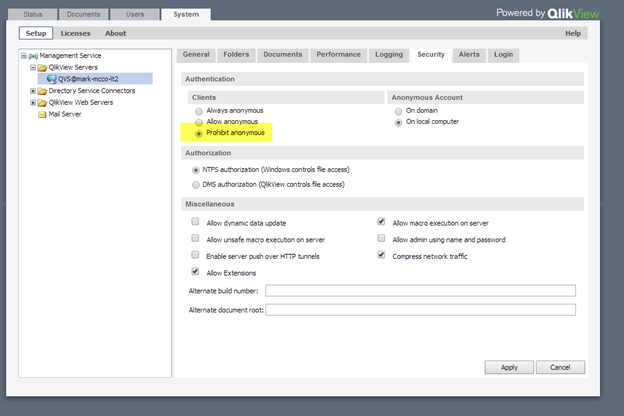 Status Documents Users System
Powered by QlikView
Setup Licenses About Help
Management Service
QlikView Servers
QVS@mark-mcco-lt2
Directory Service Connectors
QlikView Web Servers
Mail Server
General Folders Documents Performance Logging Security Alerts Login
Authentication
Clients Anonymous Account
Always anonymous On domain
Allow anonymous On local computer
Prohibit anonymous
Authorization
NTFS authorization (Windows controls file access)
DMS authorization (QlikView controls file access)
Miscellaneous
Allow dynamic data update Allow macro execution on server
Allow unsafe macro execution on server Allow admin using name and password
Enable server push over HTTP tunnels Compress network traffic
Allow Extensions
Alternate build number:
Alternate document root:
Apply Cancel